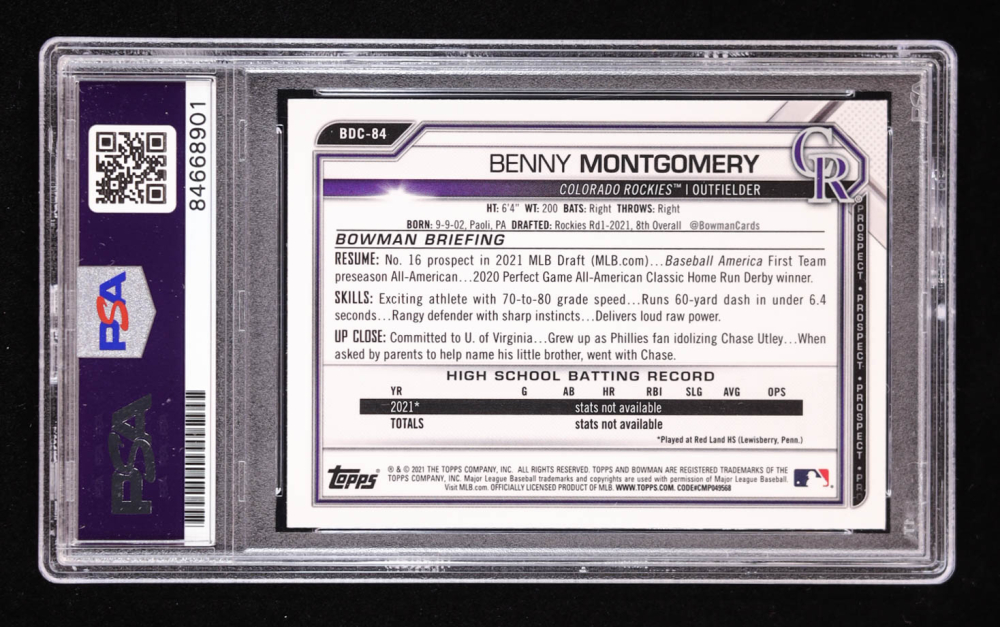 84668901
PSA
PSA
BDC-84
BENNY MONTGOMERY
CR
COLORADO ROCKIES™ | OUTFIELDER
HT: 6'4" WT: 200 BATS: Right THROWS: Right
BORN: 9-9-02, Paoli, PA DRAFTED: Rockies Rd1-2021, 8th Overall @BowmanCards
BOWMAN BRIEFING
RESUME: No. 16 prospect in 2021 MLB Draft (MLB.com)...Baseball America First Team
preseason All-American...2020 Perfect Game All-American Classic Home Run Derby winner.
SKILLS: Exciting athlete with 70-to-80 grade speed...Runs 60-yard dash in under 6.4
seconds...Rangy defender with sharp instincts...Delivers loud raw power.
UP CLOSE: Committed to U. of Virginia...Grew up as Phillies fan idolizing Chase Utley...When
asked by parents to help name his little brother, went with Chase.
HIGH SCHOOL BATTING RECORD
YR G AB HR RBI SLG AVG OPS
2021* stats not available
TOTALS stats not available
*Played at Red Land HS (Lewisberry, Penn.)
Topps ® & © 2021 THE TOPPS COMPANY, INC. ALL RIGHTS RESERVED. TOPPS AND BOWMAN ARE REGISTERED TRADEMARKS OF THE
TOPPS COMPANY, INC. Major League Baseball trademarks and copyrights are used with permission of Major League Baseball.
Visit MLB.com. OFFICIALLY LICENSED PRODUCT OF MLB. WWW.TOPPS.COM. CODE#CMP049568
PROSPECT • PROSPECT • PROSPECT • PROSPECT • PR